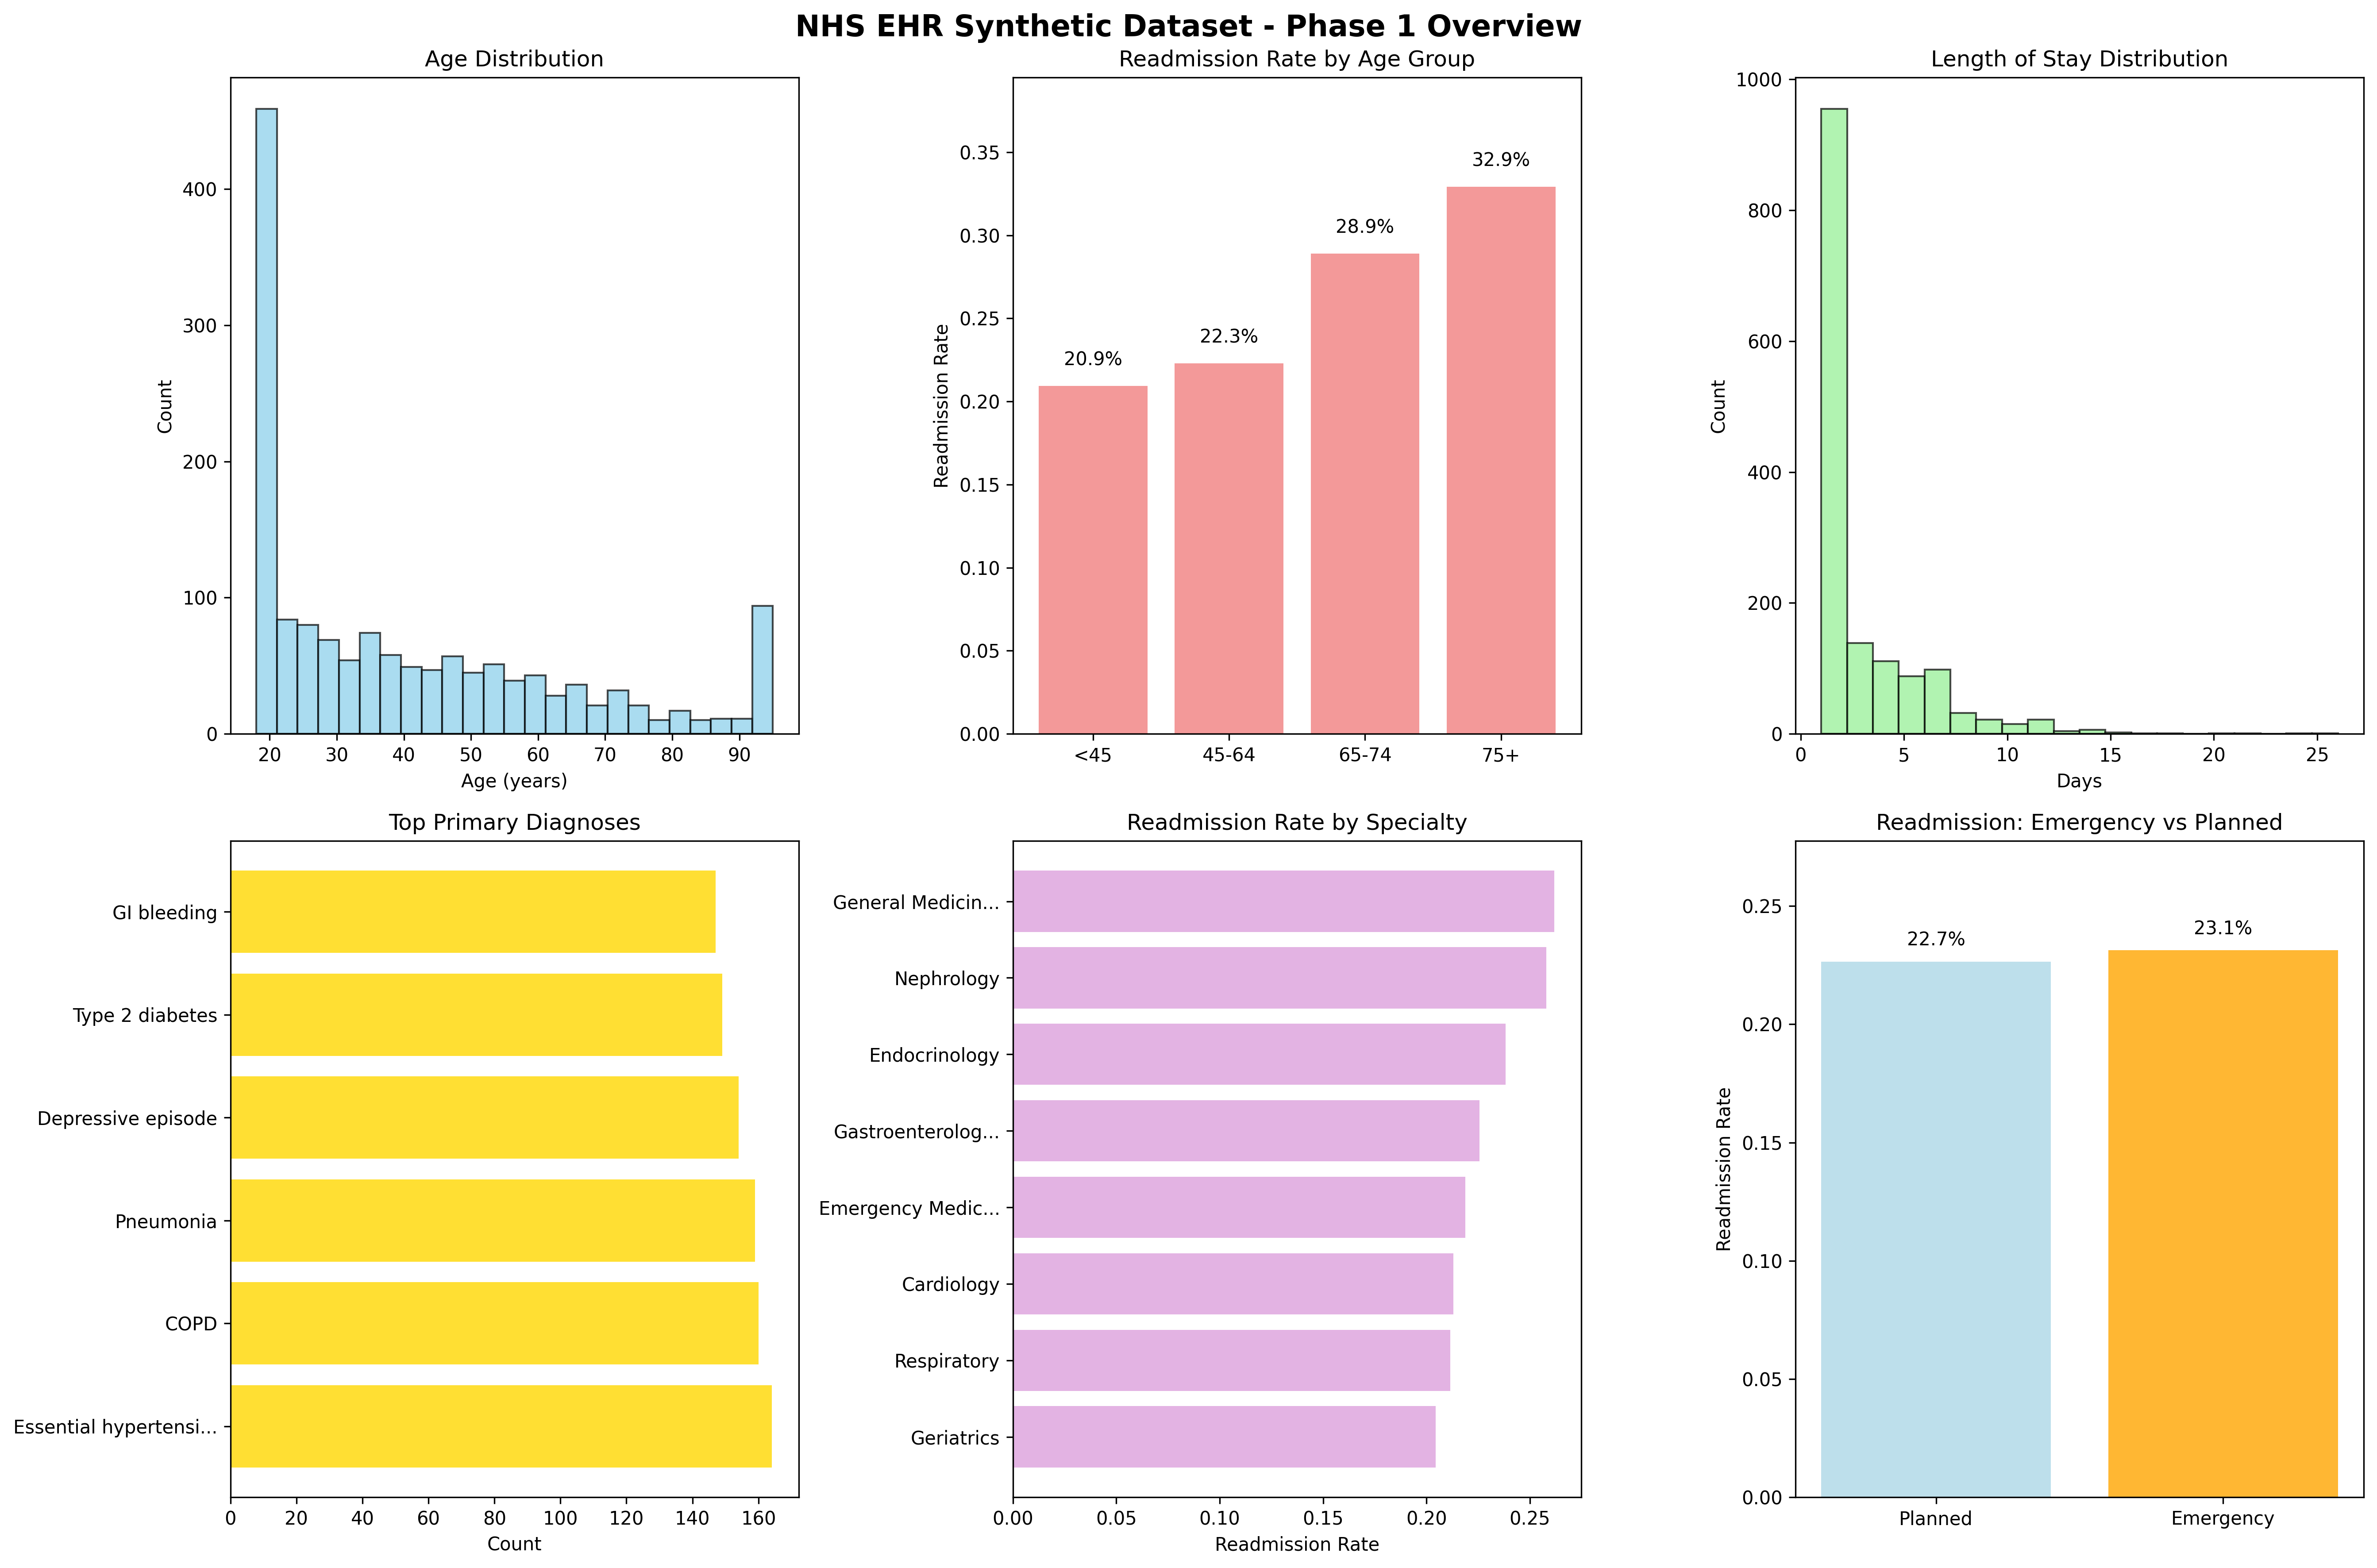 NHS EHR Synthetic Dataset - Phase 1 Overview
Age Distribution
Count
400
300
200
100
0
20 30 40 50 60 70 80 90
Age (years)
Readmission Rate by Age Group
Readmission Rate
0.35
0.30
0.25
0.20
0.15
0.10
0.05
0.00
20.9%
22.3%
28.9%
32.9%
<45 45-64 65-74 75+
Length of Stay Distribution
Count
1000
800
600
400
200
0
0 5 10 15 20 25
Days
Top Primary Diagnoses
GI bleeding
Type 2 diabetes
Depressive episode
Pneumonia
COPD
Essential hypertensi...
0 20 40 60 80 100 120 140 160
Count
Readmission Rate by Specialty
General Medicin...
Nephrology
Endocrinology
Gastroenterolog...
Emergency Medic...
Cardiology
Respiratory
Geriatrics
0.00 0.05 0.10 0.15 0.20 0.25
Readmission Rate
Readmission: Emergency vs Planned
Readmission Rate
0.25
0.20
0.15
0.10
0.05
0.00
22.7%
23.1%
Planned Emergency